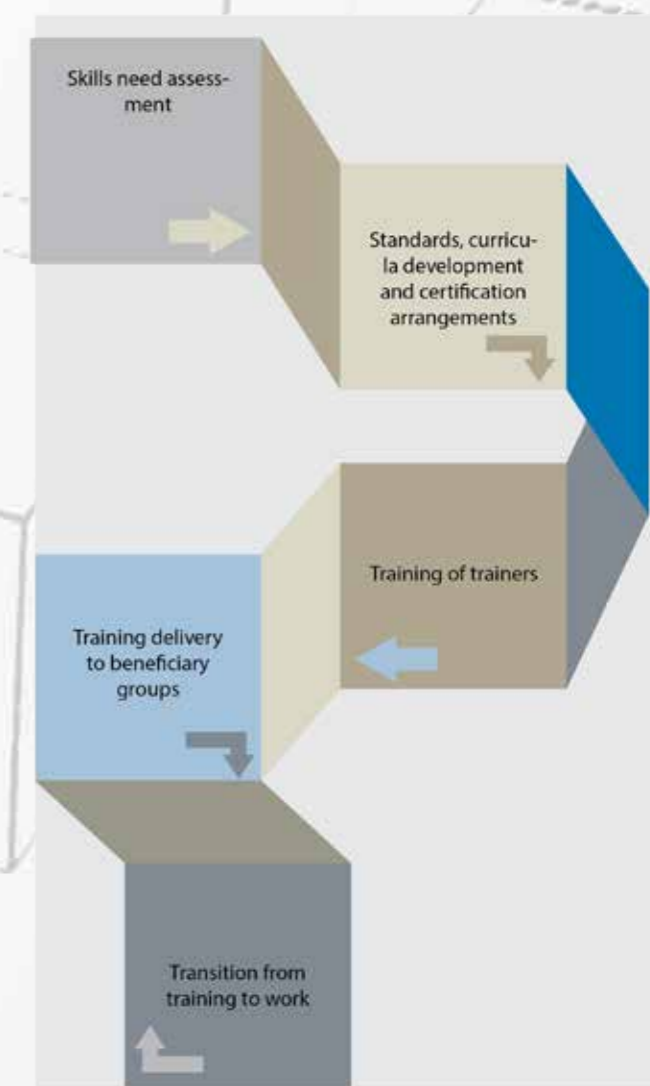 Skills need assess-
ment
Standards, curricu-
la development
and certification
arrangements
Training of trainers
Training delivery
to beneficiary
groups
Transition from
training to work